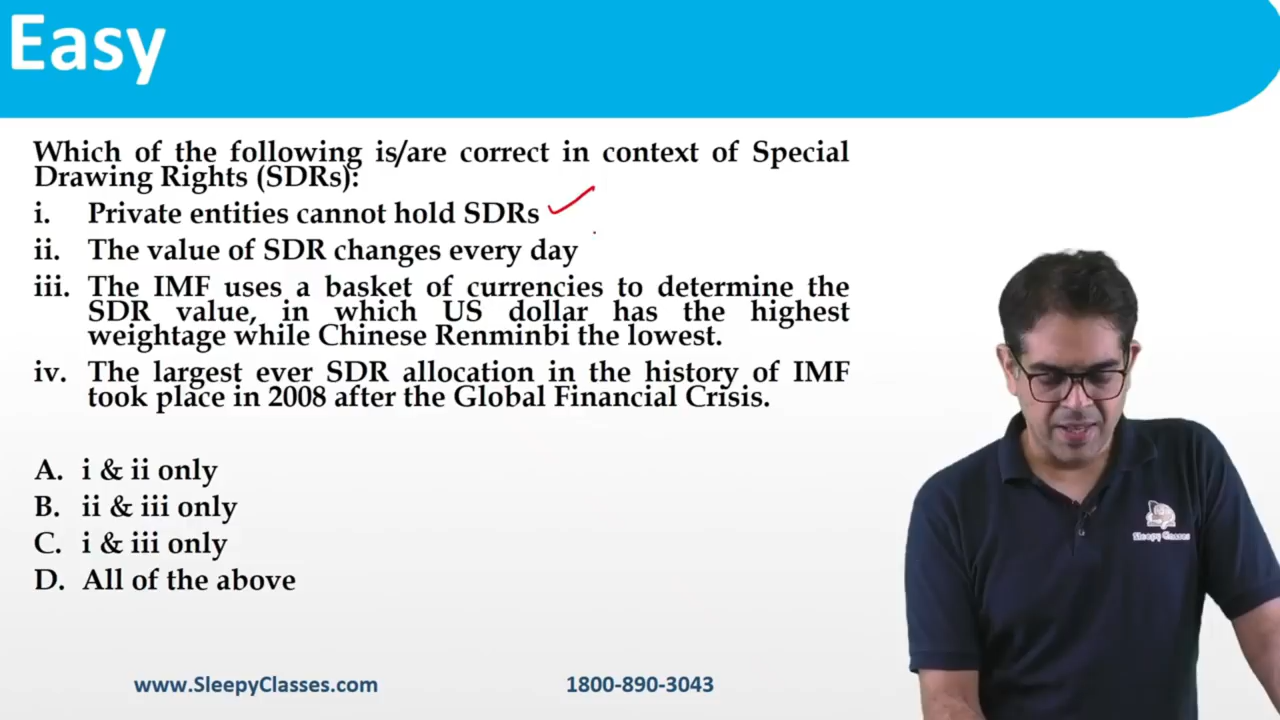 Easy
Which of the following is/are correct in context of Special
Drawing Rights (SDRs):
i. Private entities cannot hold SDRs
ii. The value of SDR changes every day
iii. The IMF uses a basket of currencies to determine the
SDR value, in which US dollar has the highest
weightage while Chinese Renminbi the lowest.
iv. The largest ever SDR allocation in the history of IMF
took place in 2008 after the Global Financial Crisis.
A. i & ii only
B. ii & iii only
C. i & iii only
D. All of the above
Sleepy Classes
www.SleepyClasses.com 1800-890-3043